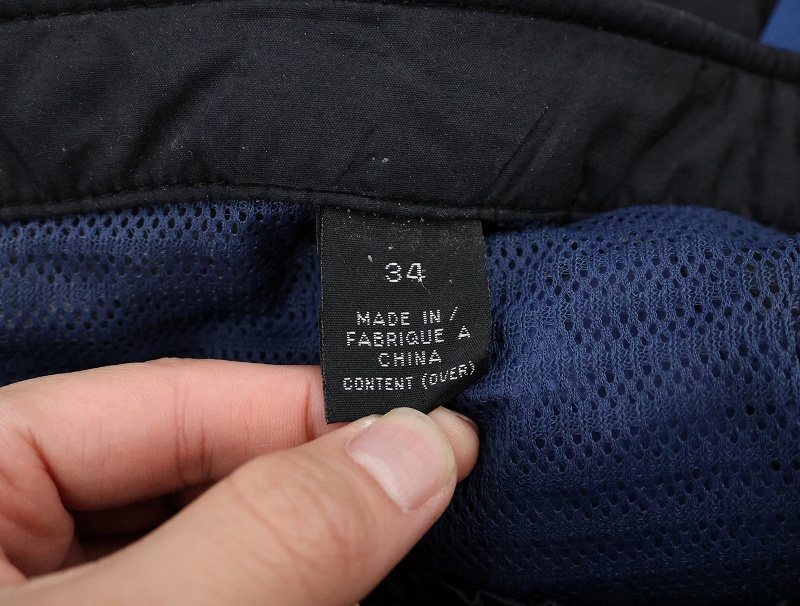 34
MADE IN /
FABRIQUE A
CHINA
CONTENT (OVER)